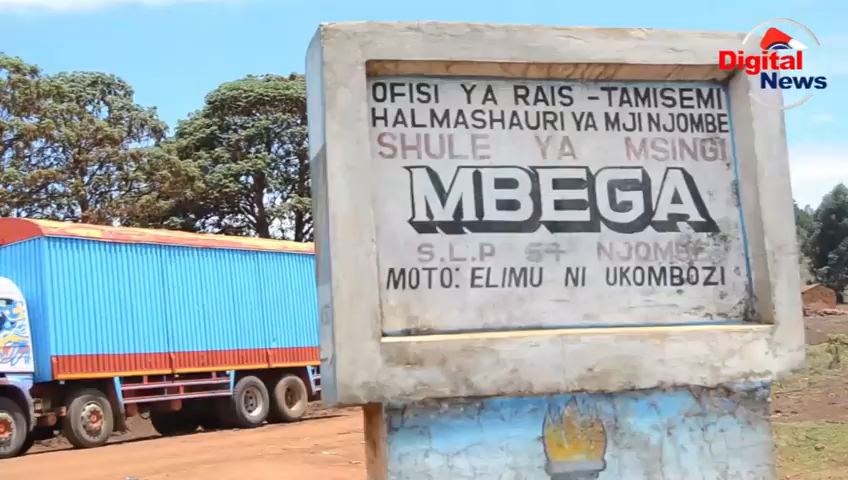 Digital
News
OFISI YA RAIS - TAMISEMI
HALMASHAURI YA MJI NJOMBE
SHULE YA MSINGI
MBEGA
S.L.P 64 NJOMBE
MOTO: ELIMU NI UKOMBOZI